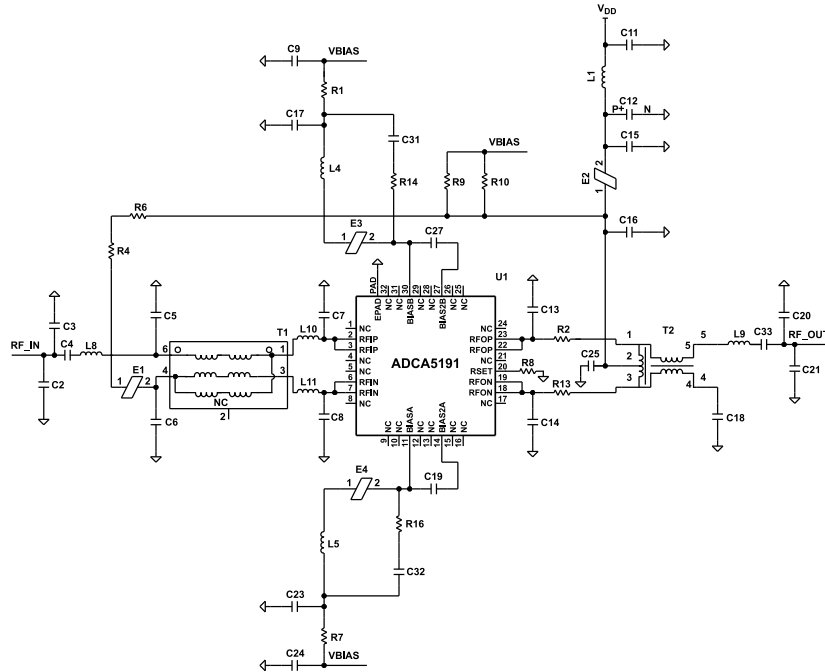 VDD
C9
VBIAS
C11
R1
L1
C12
P+ N
C17
C31
VBIAS
C15
L4
R14
R9
R10
E2
2
1
R6
E3
1 2
C27
C16
R4
PAD
U1
EPAD
32
NC
31
NC
30
BIASB
29
NC
28
NC
27
BIAS2B
26
NC
25
NC
C3
C5
C7
C13
C20
RF_IN
C4
L8
6
T1
1
L10
1
NC
2
RFIP
3
RFIP
4
NC
5
NC
6
RFIN
7
RFIN
8
NC
ADCA5191
24
NC
23
RFOP
22
RFOP
21
NC
20
RSET
19
RFON
18
RFON
17
NC
R2
R8
R13
1
T2
2
3
5
5
4
4
L9
C33
RF_OUT
C25
C21
C2
E1
1 2
4
3
L11
NC
2
C6
C8
C14
C18
9
NC
10
NC
11
BIASA
12
NC
13
NC
14
BIAS2A
15
NC
16
NC
E4
1 2
C19
R16
L5
C32
C23
R7
C24
VBIAS